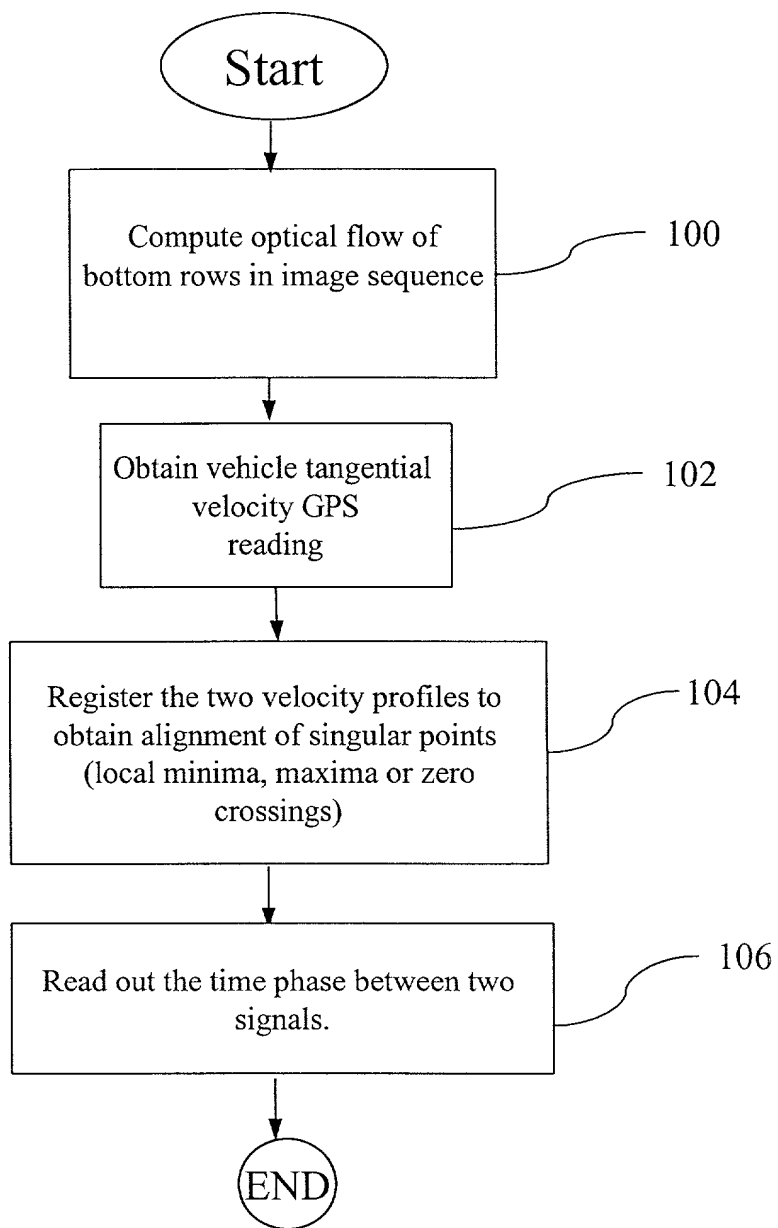 Start
Compute optical flow of
bottom rows in image sequence
100
Obtain vehicle tangential
velocity GPS
reading
102
Register the two velocity profiles to
obtain alignment of singular points
(local minima, maxima or zero
crossings)
104
Read out the time phase between two
signals.
106
END